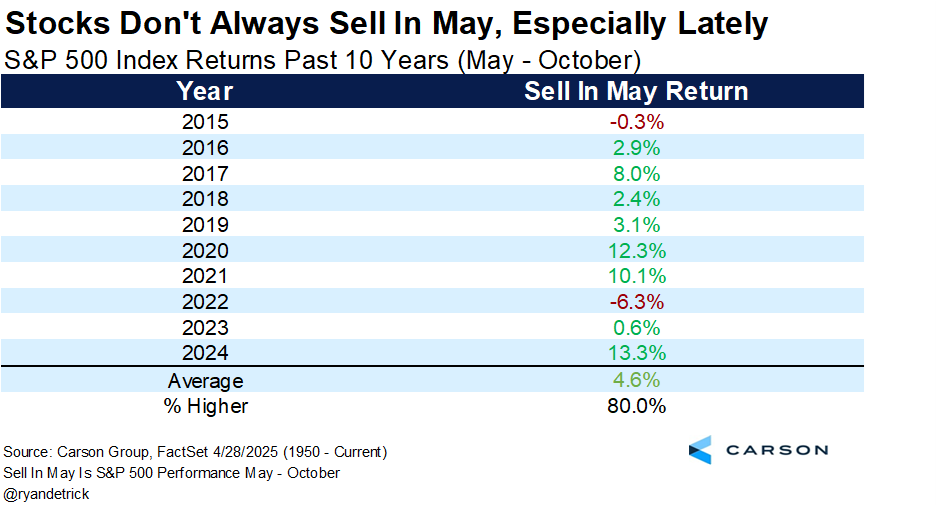 Stocks Don't Always Sell In May, Especially Lately
S&P 500 Index Returns Past 10 Years (May - October)
Year Sell In May Return
2015 -0.3%
2016 2.9%
2017 8.0%
2018 2.4%
2019 3.1%
2020 12.3%
2021 10.1%
2022 -6.3%
2023 0.6%
2024 13.3%
Average 4.6%
% Higher 80.0%
Source: Carson Group, FactSet 4/28/2025 (1950 - Current)
Sell In May Is S&P 500 Performance May - October
@ryandetrick
CARSON